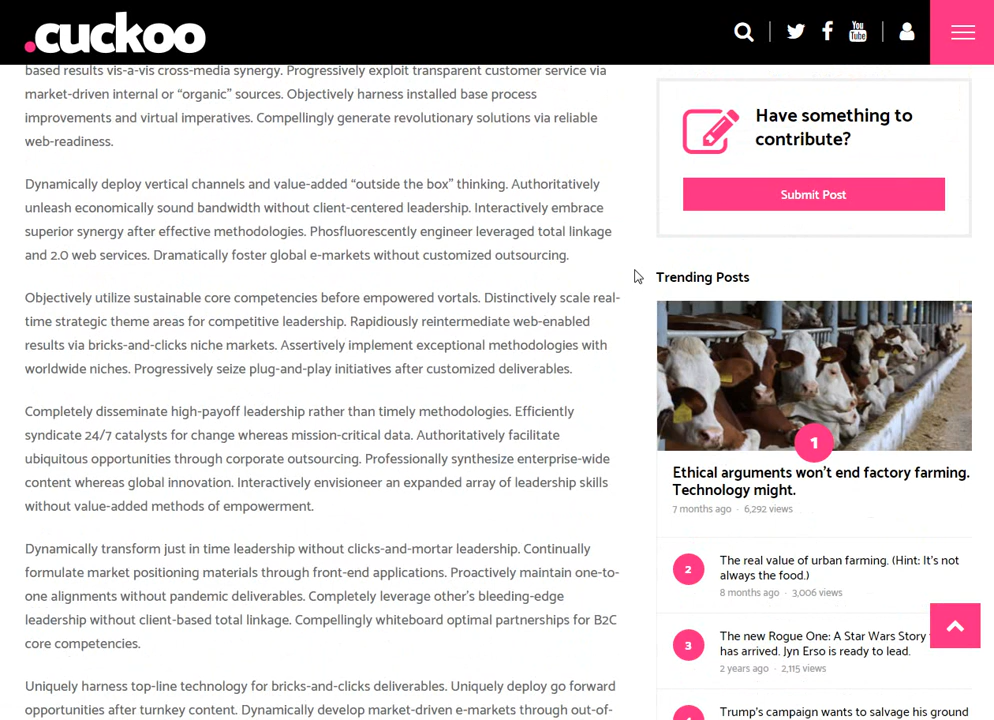 .cuckoo
You
Tube
based results vis-a-vis cross-media synergy. Progressively exploit transparent customer service via
market-driven internal or “organic” sources. Objectively harness installed base process
improvements and virtual imperatives. Compellingly generate revolutionary solutions via reliable
web-readiness.
Dynamically deploy vertical channels and value-added “outside the box” thinking. Authoritatively
unleash economically sound bandwidth without client-centered leadership. Interactively embrace
superior synergy after effective methodologies. Phosfluorescently engineer leveraged total linkage
and 2.0 web services. Dramatically foster global e-markets without customized outsourcing.
Objectively utilize sustainable core competencies before empowered vortals. Distinctively scale real-
time strategic theme areas for competitive leadership. Rapidiously reintermediate web-enabled
results via bricks-and-clicks niche markets. Assertively implement exceptional methodologies with
worldwide niches. Progressively seize plug-and-play initiatives after customized deliverables.
Completely disseminate high-payoff leadership rather than timely methodologies. Efficiently
syndicate 24/7 catalysts for change whereas mission-critical data. Authoritatively facilitate
ubiquitous opportunities through corporate outsourcing. Professionally synthesize enterprise-wide
content whereas global innovation. Interactively envisioneer an expanded array of leadership skills
without value-added methods of empowerment.
Dynamically transform just in time leadership without clicks-and-mortar leadership. Continually
formulate market positioning materials through front-end applications. Proactively maintain one-to-
one alignments without pandemic deliverables. Completely leverage other’s bleeding-edge
leadership without client-based total linkage. Compellingly whiteboard optimal partnerships for B2C
core competencies.
Uniquely harness top-line technology for bricks-and-clicks deliverables. Uniquely deploy go forward
opportunities after turnkey content. Dynamically develop market-driven e-markets through out-of-
Have something to
contribute?
Submit Post
Trending Posts
1
Ethical arguments won’t end factory farming.
Technology might.
7 months ago · 6,292 views
2
The real value of urban farming. (Hint: It’s not
always the food.)
8 months ago · 3,006 views
3
The new Rogue One: A Star Wars Story
has arrived. Jyn Erso is ready to lead.
2 years ago · 2,115 views
Trump’s campaign wants to salvage his ground